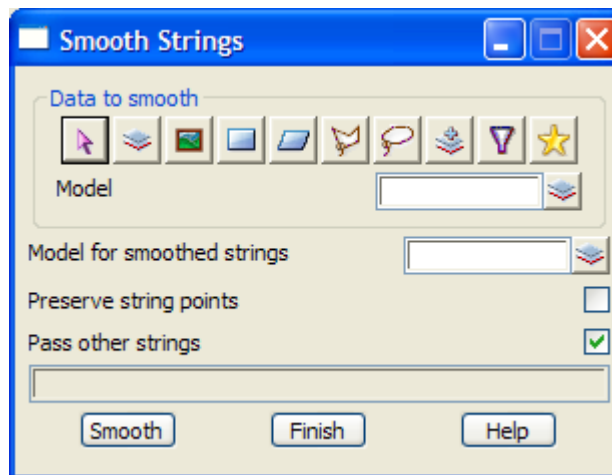 Smooth Strings
Data to smooth
Model
Model for smoothed strings
Preserve string points
Pass other strings
Smooth Finish Help